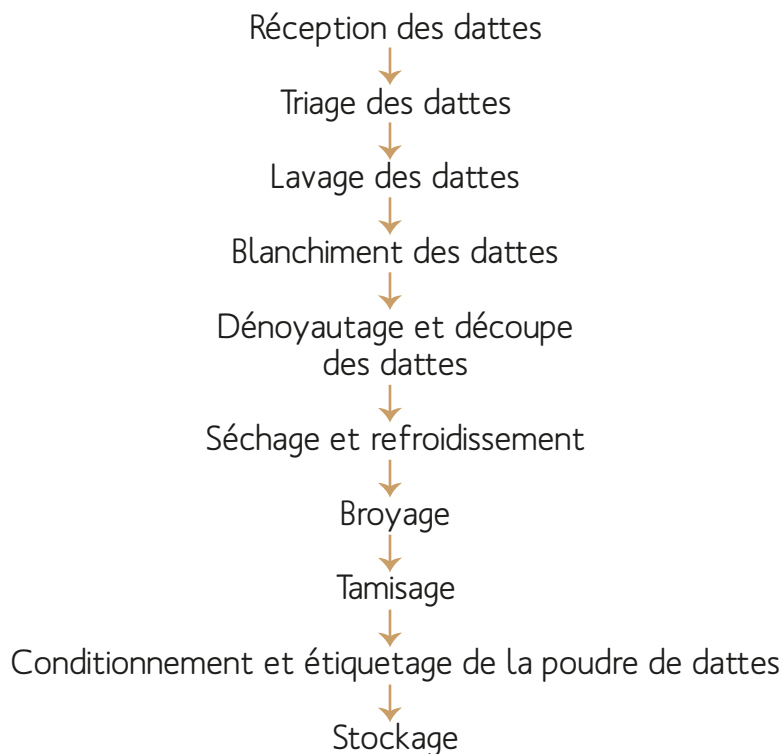 Réception des dattes
Triage des dattes
Lavage des dattes
Blanchiment des dattes
Dénoyautage et découpe
des dattes
Séchage et refroidissement
Broyage
Tamisage
Conditionnement et étiquetage de la poudre de dattes
Stockage